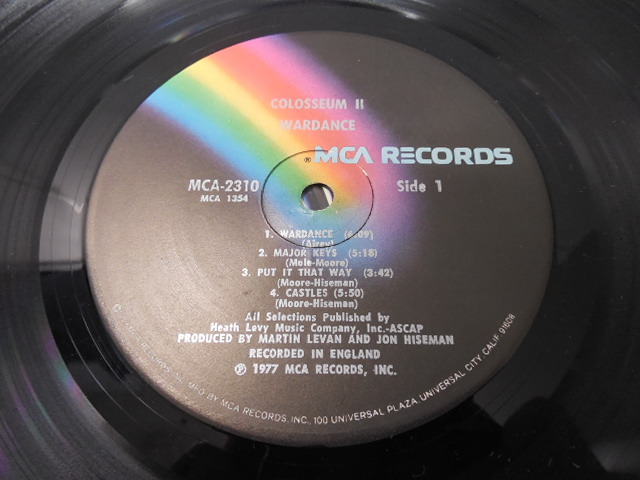 COLOSSEUM II
WARDANCE
® MCA RECORDS
MCA-2310
MCA 1354
Side 1
1. WARDANCE (6:09)
(Airey)
2. MAJOR KEYS (5:18)
(Mole-Moore)
3. PUT IT THAT WAY (3:42)
(Moore-Hiseman)
4. CASTLES (5:50)
(Moore-Hiseman)
All Selections Published by
Heath Levy Music Company, Inc.-ASCAP
PRODUCED BY MARTIN LEVAN AND JON HISEMAN
RECORDED IN ENGLAND
℗ 1977 MCA RECORDS, INC.
MFG BY MCA RECORDS, INC., 100 UNIVERSAL PLAZA, UNIVERSAL CITY, CALIF. 91608